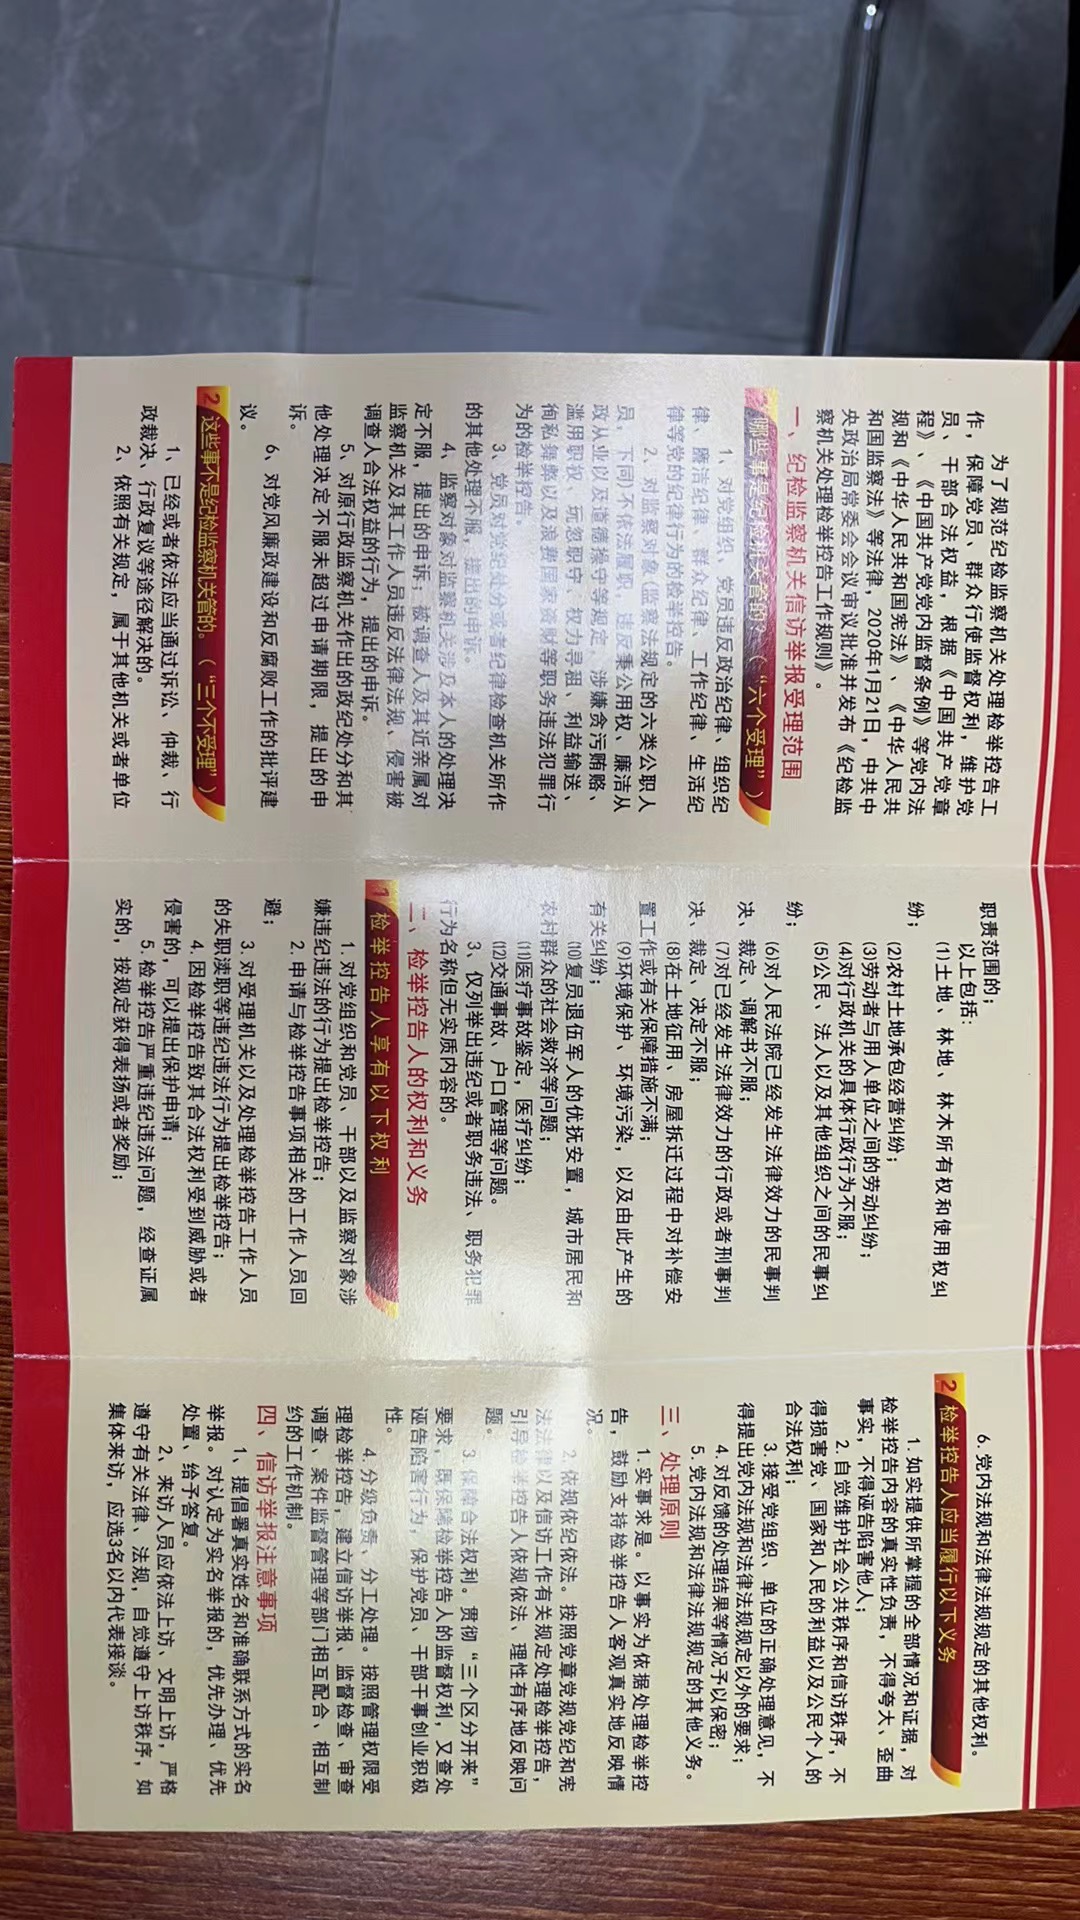 为了规范纪检监察机关处理检举控告工
作，保障党员、群众行使监督权利，维护党
员、干部合法权益，根据《中国共产党章
程》、《中国共产党党内监督条例》等党内法
规和《中华人民共和国宪法》、《中华人民共
和国监察法》等法律，2020年1月21日，中共中
央政治局常委会会议审议批准并发布《纪检监
察机关处理检举控告工作规则》。
一、纪检监察机关信访举报受理范围
哪些事是纪检机关管的？（“六个受理”）
1、对党组织、党员违反政治纪律、组织纪
律、廉洁纪律、群众纪律、工作纪律、生活纪
律等党的纪律行为的检举控告。
2、对监察对象(监察法规定的六类公职人
员，下同)不依法履职，违反秉公用权、廉洁从
政从业以及道德操守等规定，涉嫌贪污贿赂、
滥用职权、玩忽职守、权力寻租、利益输送、
徇私舞弊以及浪费国家资财等职务违法犯罪行
为的检举控告。
3、党员对党纪处分或者纪律检查机关所作
的其他处理不服，提出的申诉。
4、监察对象对监察机关涉及本人的处理决
定不服，提出的申诉；被调查人及其近亲属对
监察机关及其工作人员违反法律法规、侵害被
调查人合法权益的行为，提出的申诉。
5、对原行政监察机关作出的政纪处分和其
他处理决定不服未超过申请期限，提出的申
诉。
6、对党风廉政建设和反腐败工作的批评建
议。
2 这些事不是纪检监察机关管的。（“三个不受理”）
1、已经或者依法应当通过诉讼、仲裁、行
政裁决、行政复议等途径解决的。
2、依照有关规定，属于其他机关或者单位
职责范围的；
以上包括：
⑴土地、林地、林木所有权和使用权纠
纷；
⑵农村土地承包经营纠纷；
⑶劳动者与用人单位之间的劳动纠纷；
⑷对行政机关的具体行政行为不服；
⑸公民、法人以及其他组织之间的民事纠
纷；
⑹对人民法院已经发生法律效力的民事判
决、裁定、调解书不服；
⑺对已经发生法律效力的行政或者刑事判
决、裁定、决定不服；
⑻在土地征用、房屋拆迁过程中对补偿安
置工作或有关保障措施不满；
⑼环境保护、环境污染，以及由此产生的
有关纠纷；
⑽复员退伍军人的优抚安置，城市居民和
农村群众的社会救济等问题；
⑾医疗事故鉴定，医疗纠纷；
⑿交通事故、户口管理等问题。
3、仅列举出违纪或者职务违法、职务犯罪
行为名称但无实质内容的。
二、检举控告人的权利和义务
1 检举控告人享有以下权利
1. 对党组织和党员、干部以及监察对象涉
嫌违纪违法的行为提出检举控告；
2. 申请与检举控告事项相关的工作人员回
避；
3. 对受理机关以及处理检举控告工作人员
的失职渎职等违纪违法行为提出检举控告；
4. 因检举控告致其合法权利受到威胁或者
侵害的，可以提出保护申请；
5. 检举控告严重违纪违法问题，经查证属
实的，按规定获得表扬或者奖励；
6. 党内法规和法律法规规定的其他权利。
2 检举控告人应当履行以下义务
1. 如实提供所掌握的全部情况和证据，对
检举控告内容的真实性负责，不得夸大、歪曲
事实，不得诬告陷害他人；
2. 自觉维护社会公共秩序和信访秩序，不
得损害党、国家和人民的利益以及公民个人的
合法权利；
3. 接受党组织、单位的正确处理意见，不
得提出党内法规和法律法规规定以外的要求；
4. 对反馈的处理结果等情况予以保密；
5. 党内法规和法律法规规定的其他义务。
三、处理原则
1. 实事求是。以事实为依据处理检举控
告，鼓励支持检举控告人客观真实地反映情
况。
2. 依规依纪依法。按照党章党规党纪和宪
法法律以及信访工作有关规定处理检举控告，
引导检举控告人依规依法、理性有序地反映问
题。
3. 保障合法权利。贯彻“三个区分开来”
要求，既保障检举控告人的监督权利，又查处
诬告陷害行为，保护党员、干部干事创业积极
性。
4. 分级负责、分工处理。按照管理权限受
理检举控告，建立信访举报、监督检查、审查
调查、案件监督管理等部门相互配合、相互制
约的工作机制。
四、信访举报注意事项
1、提倡署真实姓名和准确联系方式的实名
举报。对认定为实名举报的，优先办理、优先
处置、给予答复。
2、来访人员应依法上访、文明上访，严格
遵守有关法律、法规，自觉遵守上访秩序，如
集体来访，应选3名以内代表接谈。